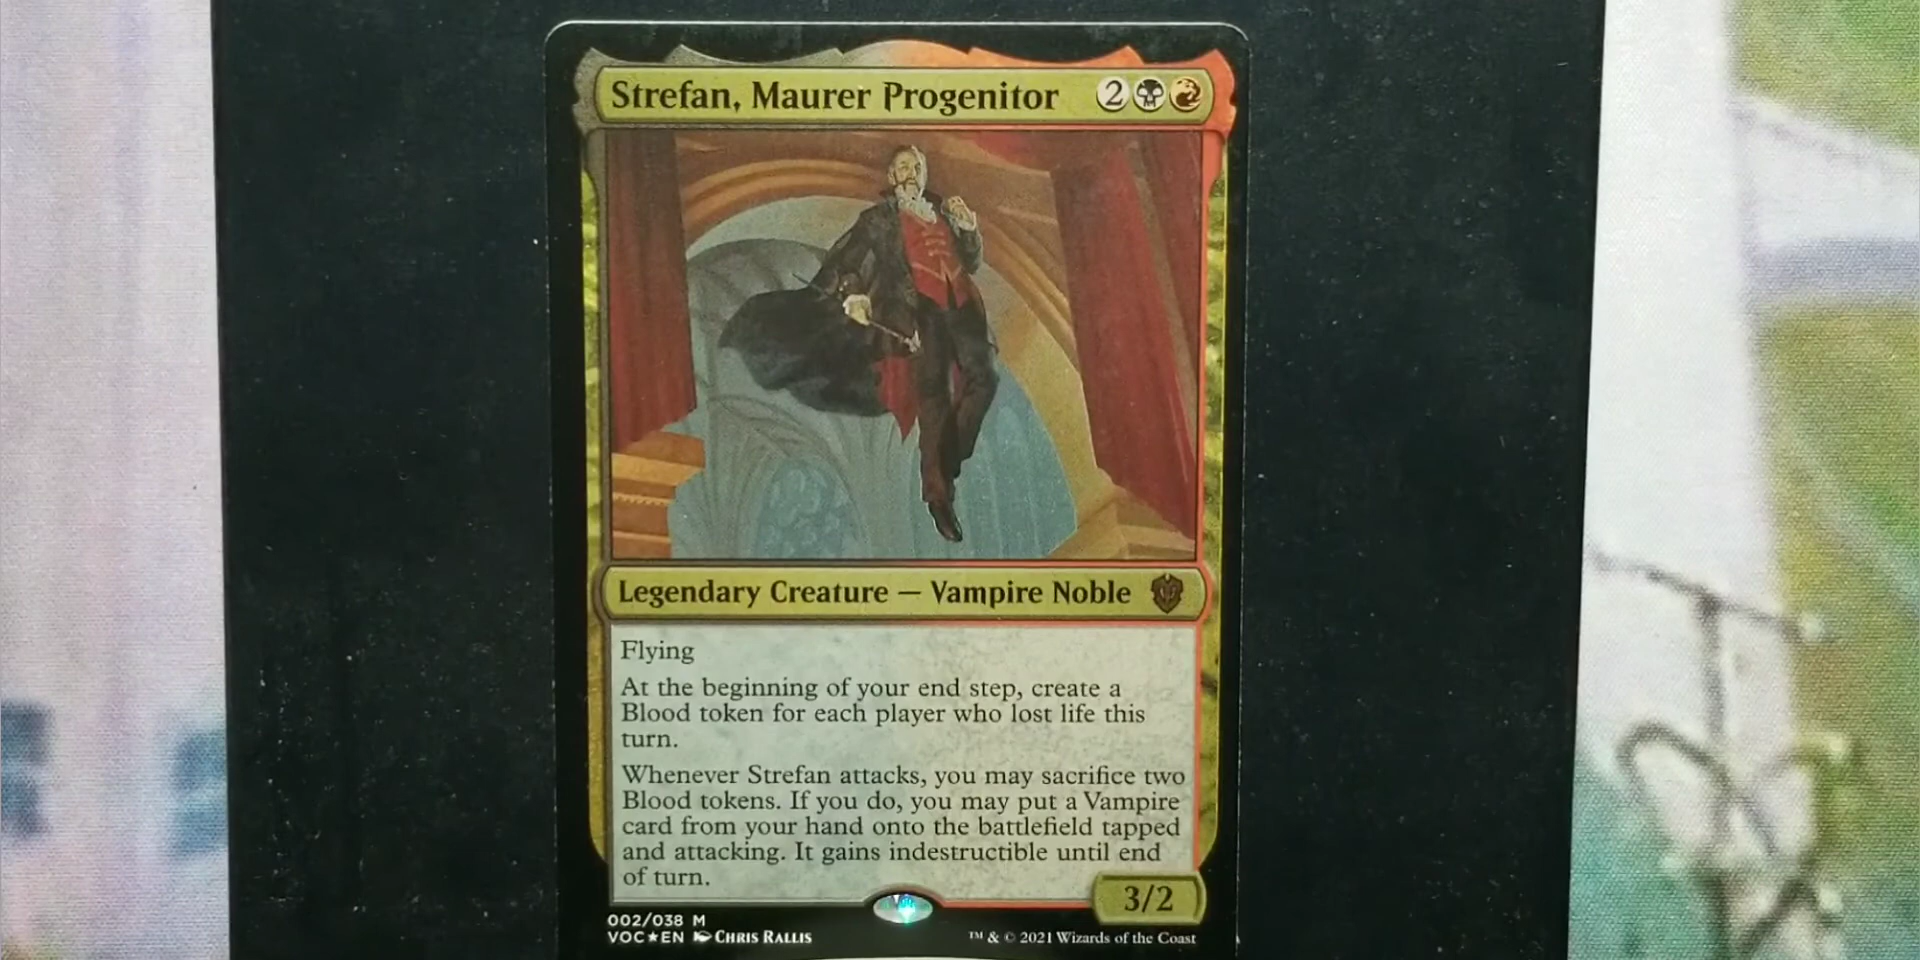 Strefan, Maurer Progenitor 2
Legendary Creature — Vampire Noble
Flying
At the beginning of your end step, create a
Blood token for each player who lost life this
turn.
Whenever Strefan attacks, you may sacrifice two
Blood tokens. If you do, you may put a Vampire
card from your hand onto the battlefield tapped
and attacking. It gains indestructible until end
of turn.
3/2
002/038 M
VOC★EN Chris Rallis
™ & © 2021 Wizards of the Coast